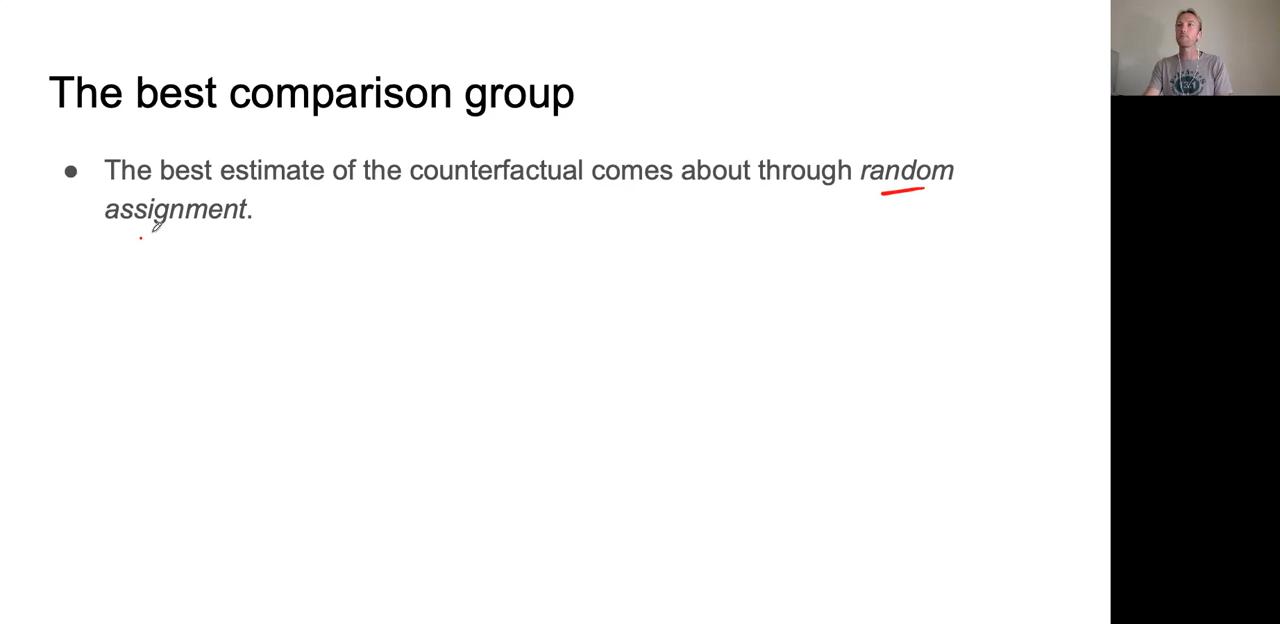 The best comparison group
● The best estimate of the counterfactual comes about through random
assignment.